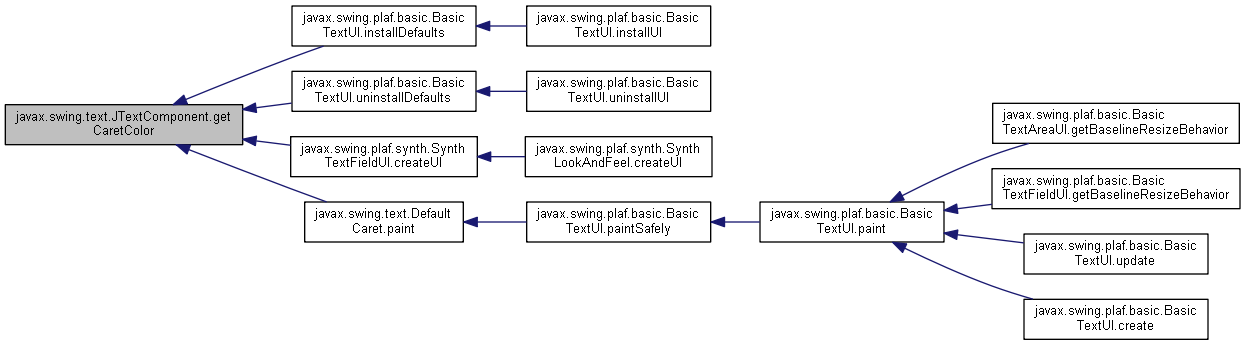 javax.swing.plaf.basic.Basic
TextUI.installDefaults
javax.swing.plaf.basic.Basic
TextUI.installUI
javax.swing.plaf.basic.Basic
TextUI.uninstallDefaults
javax.swing.plaf.basic.Basic
TextUI.uninstallUI
javax.swing.text.JTextComponent.get
CaretColor
javax.swing.plaf.synth.Synth
TextFieldUI.createUI
javax.swing.plaf.synth.Synth
LookAndFeel.createUI
javax.swing.text.Default
Caret.paint
javax.swing.plaf.basic.Basic
TextUI.paintSafely
javax.swing.plaf.basic.Basic
TextUI.paint
javax.swing.plaf.basic.Basic
TextAreaUI.getBaselineResizeBehavior
javax.swing.plaf.basic.Basic
TextFieldUI.getBaselineResizeBehavior
javax.swing.plaf.basic.Basic
TextUI.update
javax.swing.plaf.basic.Basic
TextUI.create